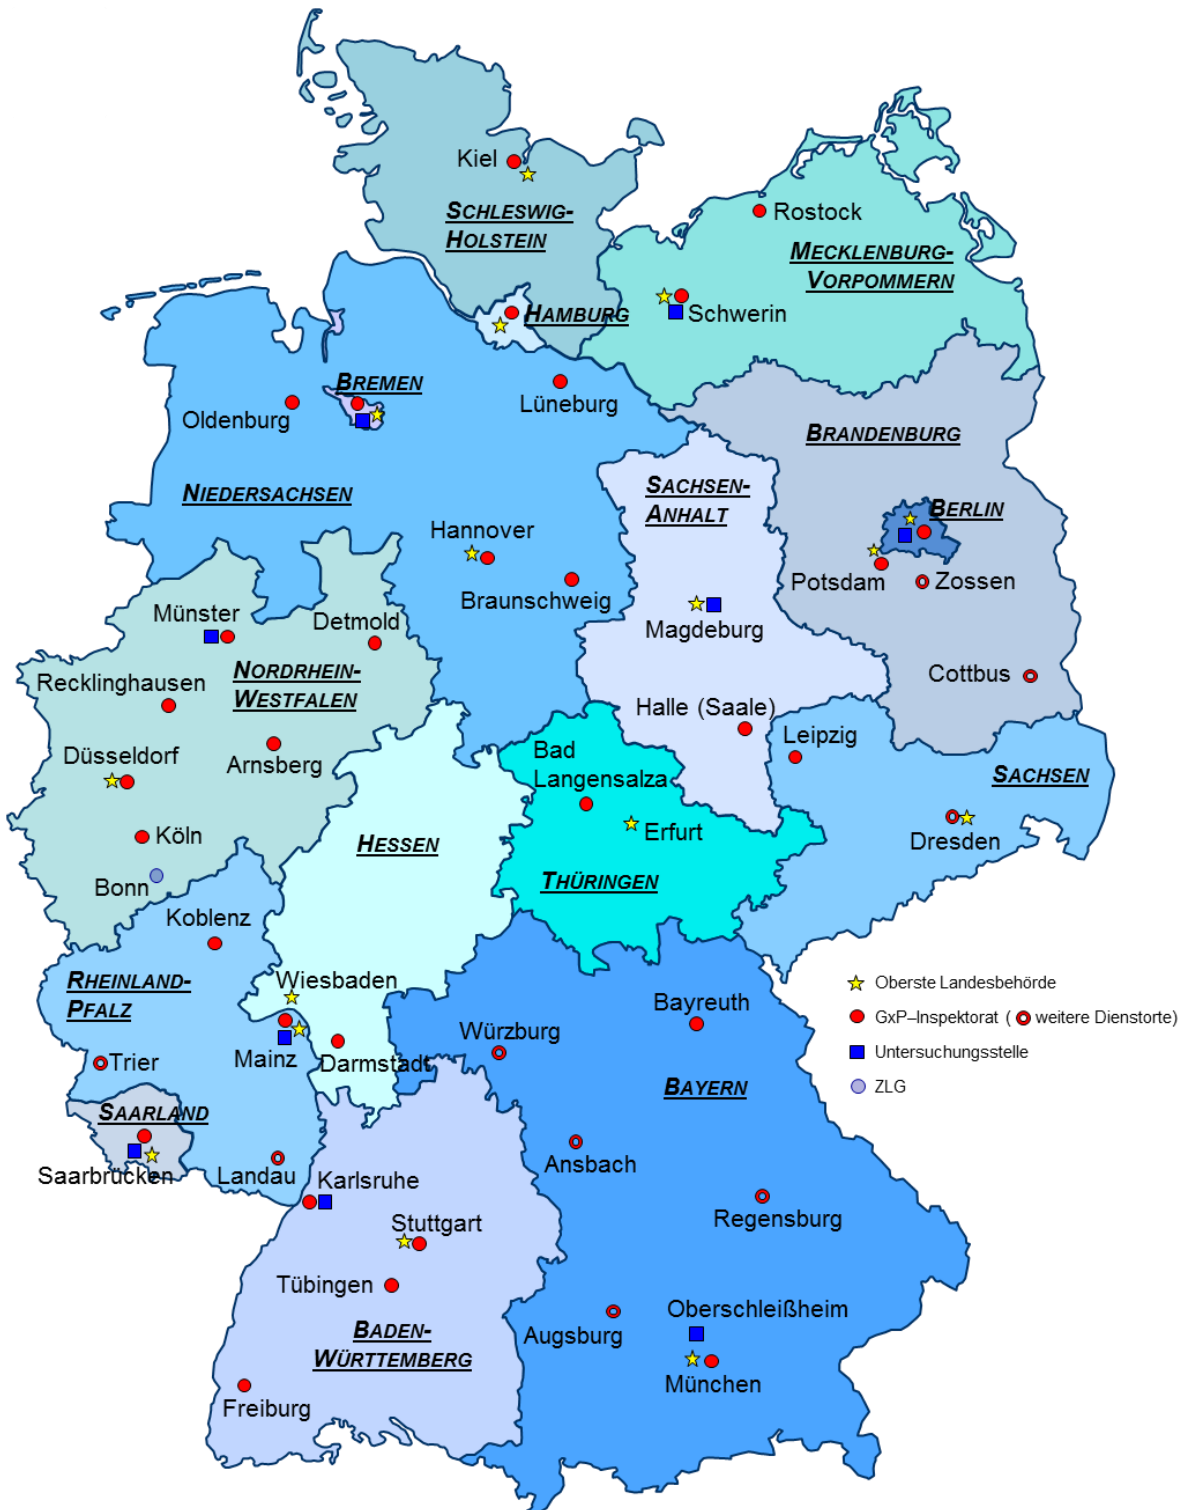 Kiel
SCHLESWIG-
HOLSTEIN
Rostock
MECKLENBURG-
VORPOMMERN
Schwerin
HAMBURG
BREMEN
Oldenburg
Lüneburg
BRANDENBURG
NIEDERSACHSEN
SACHSEN-
ANHALT
BERLIN
Hannover
Braunschweig
Potsdam
Zossen
Münster
Detmold
Magdeburg
NORDRHEIN-
WESTFALEN
Recklinghausen
Cottbus
Halle (Saale)
Düsseldorf
Arnsberg
Bad
Langensalza
Leipzig
SACHSEN
Köln
HESSEN
Erfurt
Dresden
Bonn
THÜRINGEN
Koblenz
RHEINLAND-
PFALZ
Wiesbaden
Mainz
Darmstadt
Würzburg
Bayreuth
Trier
BAYERN
SAARLAND
Saarbrücken
Landau
Ansbach
Karlsruhe
Regensburg
Stuttgart
Tübingen
Oberschleißheim
Augsburg
BADEN-
WÜRTTEMBERG
München
Freiburg
Oberste Landesbehörde
GxP–Inspektorat ( weitere Dienstorte)
Untersuchungsstelle
ZLG